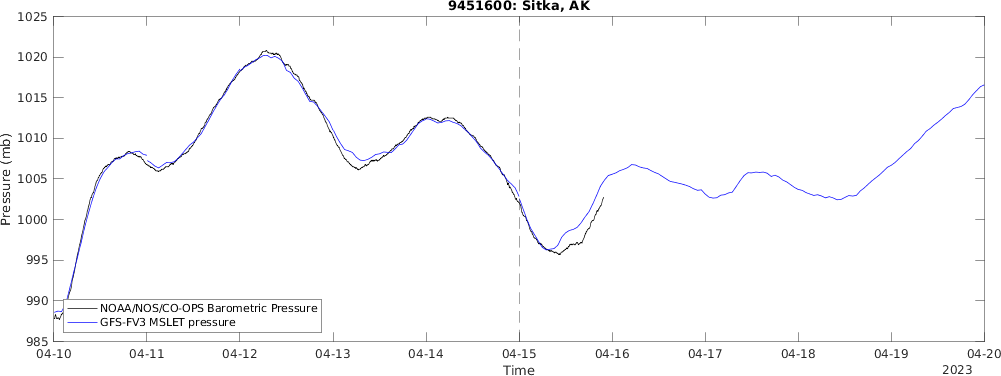 9451600: Sitka, AK
1025
1020
1015
1010
1005
1000
995
990
985
Pressure (mb)
NOAA/NOS/CO-OPS Barometric Pressure
GFS-FV3 MSLET pressure
04-10 04-11 04-12 04-13 04-14 04-15 04-16 04-17 04-18 04-19 04-20
Time
2023